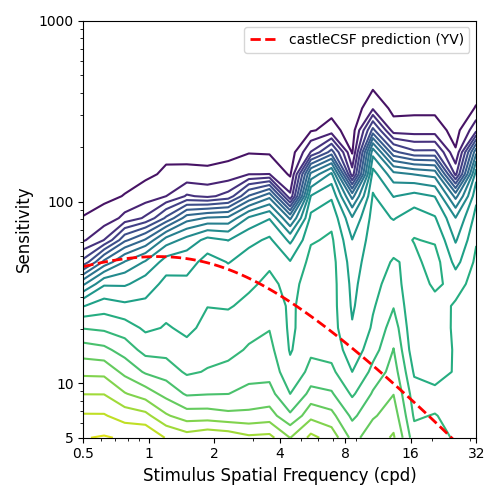 1000
castleCSF prediction (YV)
100
10
5
Sensitivity
0.5 1 2 4 8 16 32
Stimulus Spatial Frequency (cpd)